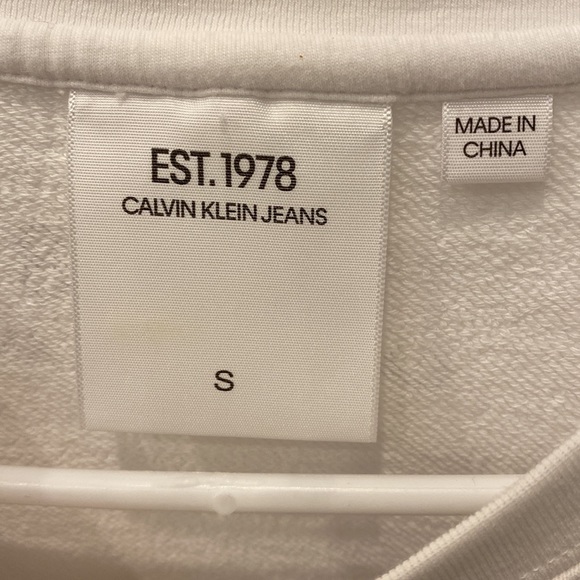 EST.1978
CALVIN KLEIN JEANS
S
MADE IN
CHINA